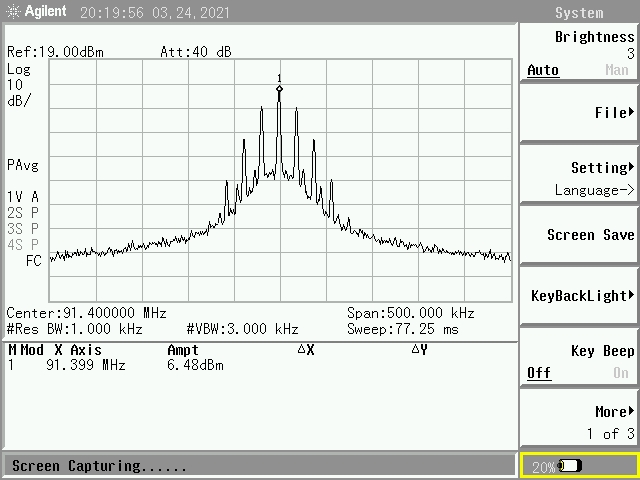 Agilent 20:19:56 03,24,2021 System
Ref:19.00dBm Att:40 dB
Log
10
dB/
PAvg
1V A
2S P
3S P
4S P
FC
1
Center:91.400000 MHz Span:500.000 kHz
#Res BW:1.000 kHz #VBW:3.000 kHz Sweep:77.25 ms
M Mod X Axis Ampt ΔX ΔY
1 91.399 MHz 6.48dBm
Screen Capturing......
Brightness
3
Auto Man
File
Setting
Language->
Screen Save
KeyBackLight
Key Beep
Off On
More
1 of 3
20%